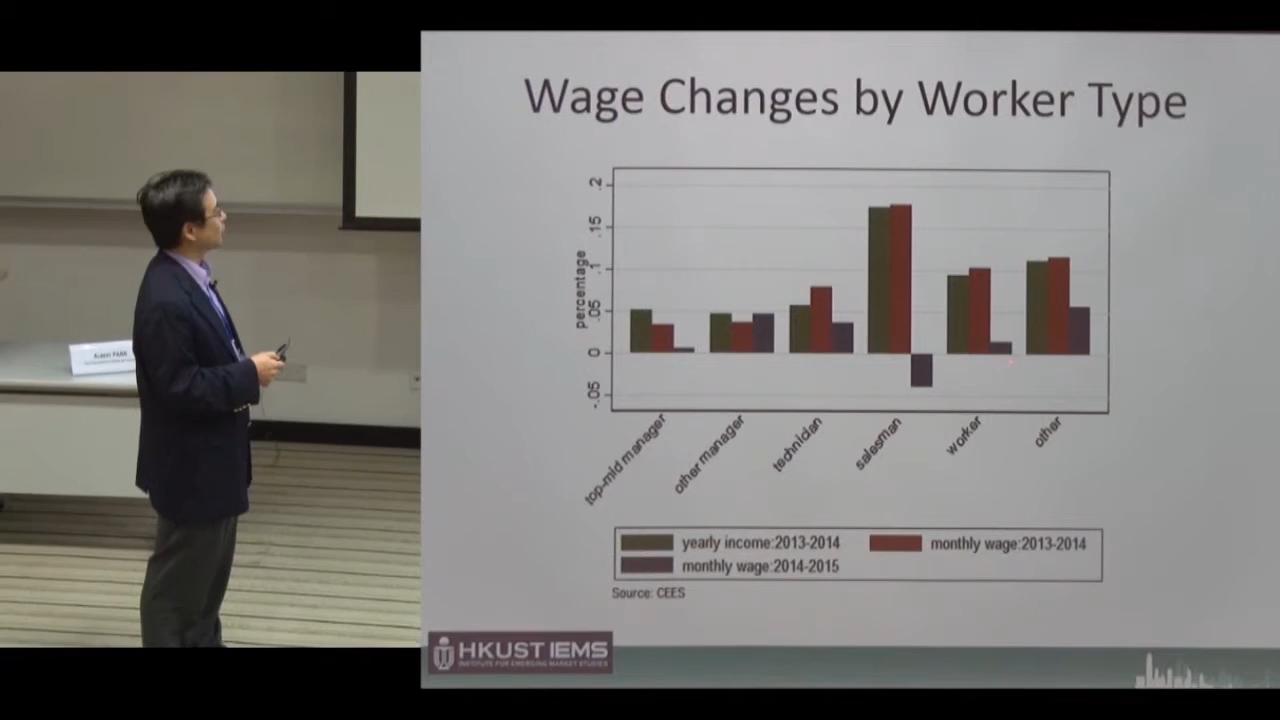 Wage Changes by Worker Type
percentage
.2
.15
.1
.05
0
-.05
top-mid manager
other manager
technician
salesman
worker
other
yearly income:2013-2014
monthly wage:2013-2014
monthly wage:2014-2015
Source: CEES
HKUST IEMS
INSTITUTE FOR EMERGING MARKET STUDIES
ALBERT PARK